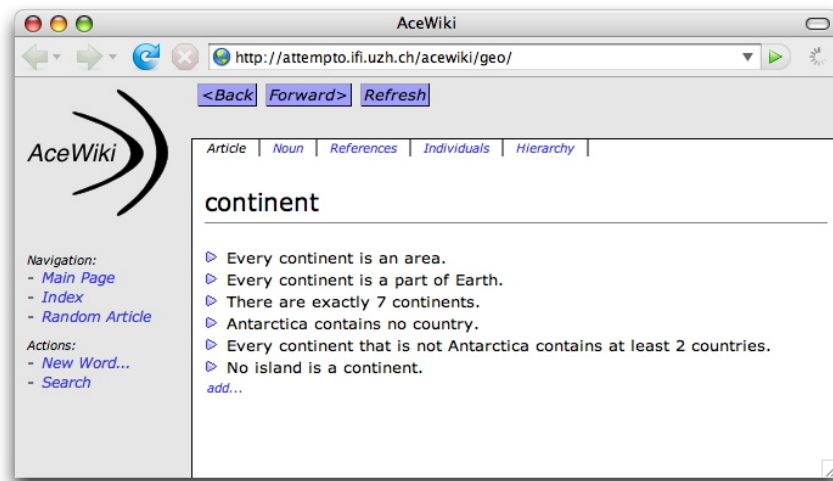 AceWiki
http://attempto.ifi.uzh.ch/acewiki/geo/
<Back Forward> Refresh
AceWiki
Article | Noun | References | Individuals | Hierarchy |
continent
Navigation:
- Main Page
- Index
- Random Article
Actions:
- New Word...
- Search
Every continent is an area.
Every continent is a part of Earth.
There are exactly 7 continents.
Antarctica contains no country.
Every continent that is not Antarctica contains at least 2 countries.
No island is a continent.
add...